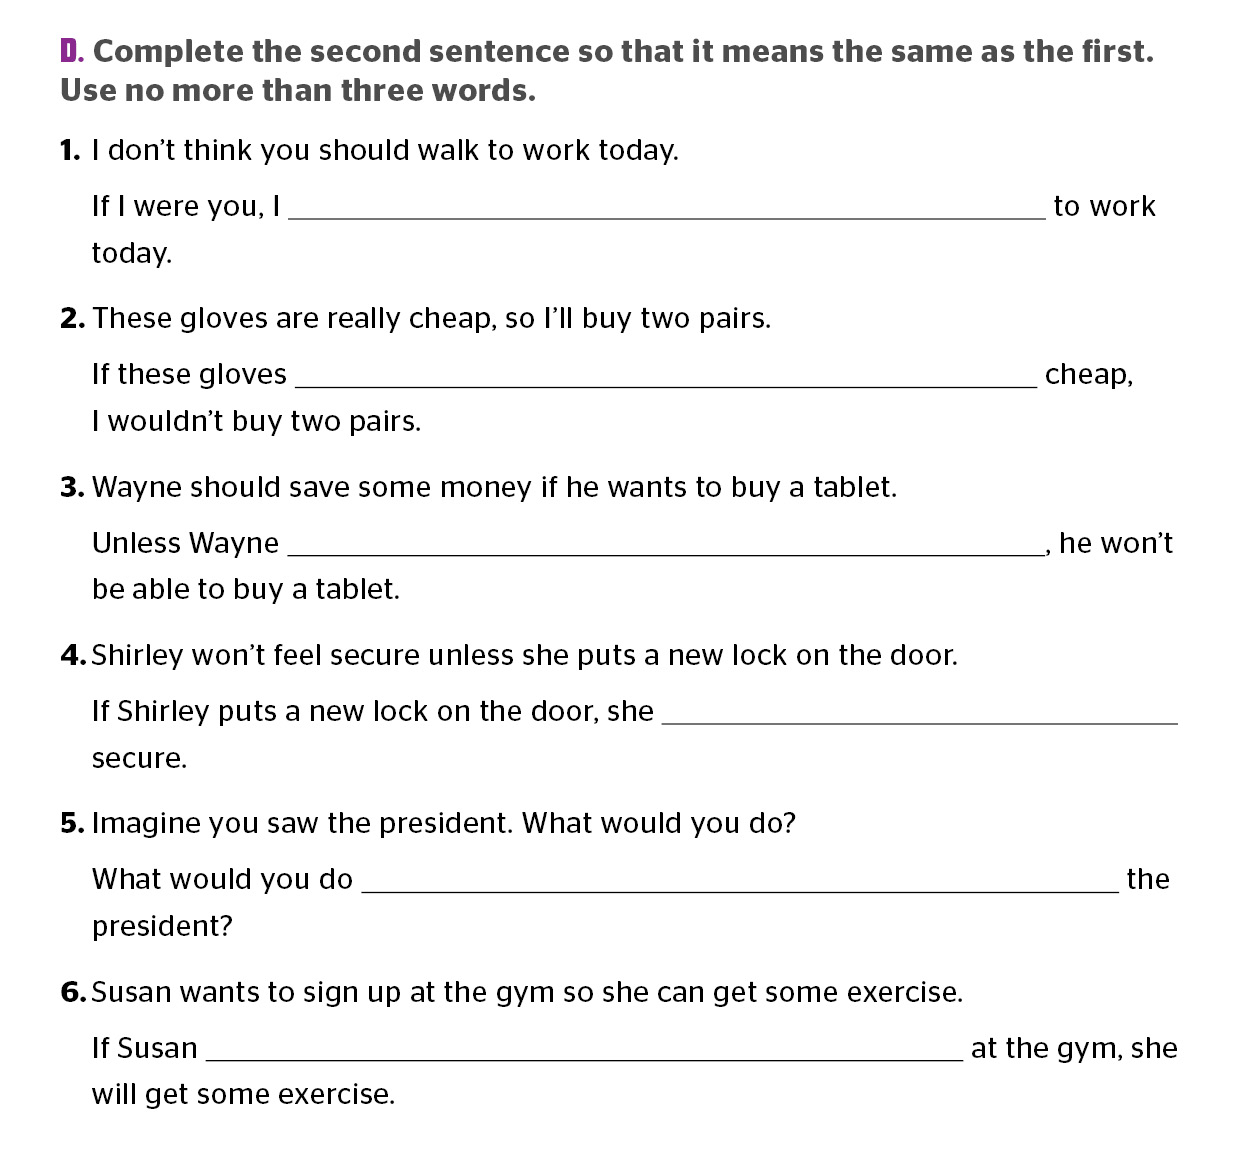 D. Complete the second sentence so that it means the same as the first.
Use no more than three words.
1. I don’t think you should walk to work today.
If I were you, I ______ to work
today.
2. These gloves are really cheap, so I’ll buy two pairs.
If these gloves ______ cheap,
I wouldn’t buy two pairs.
3. Wayne should save some money if he wants to buy a tablet.
Unless Wayne ______, he won’t
be able to buy a tablet.
4. Shirley won’t feel secure unless she puts a new lock on the door.
If Shirley puts a new lock on the door, she ______
secure.
5. Imagine you saw the president. What would you do?
What would you do ______ the
president?
6. Susan wants to sign up at the gym so she can get some exercise.
If Susan ______ at the gym, she
will get some exercise.